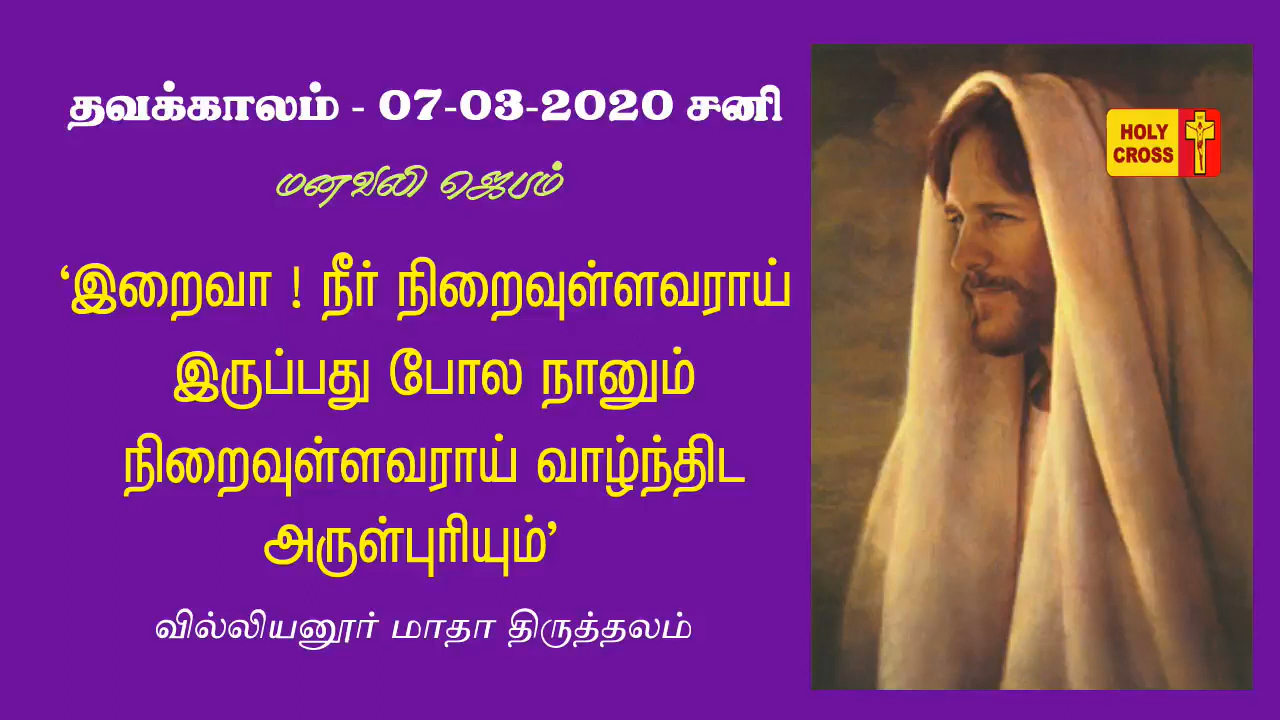 தவக்காலம் - 07-03-2020 சனி
மனவலி ஜெபம்
‘இறைவா ! நீர் நிறைவுள்ளவராய்
இருப்பது போல நானும்
நிறைவுள்ளவராய் வாழ்ந்திட
அருள்புரியும்’
வில்லியனூர் மாதா திருத்தலம்
HOLY
CROSS